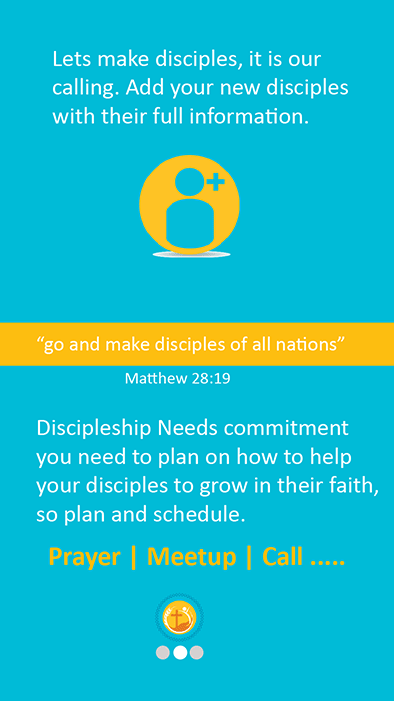 Lets make disciples, it is our
calling. Add your new disciples
with their full information.
“go and make disciples of all nations”
Matthew 28:19
Discipleship Needs commitment
you need to plan on how to help
your disciples to grow in their faith,
so plan and schedule.
Prayer | Meetup | Call .....